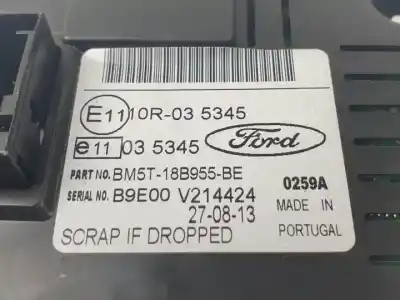 E11 10R-03 5345
e11 03 5345
Ford
PART NO. BM5T-18B955-BE
SERIAL NO. B9E00 V214424
0259A
27-08-13
MADE IN
PORTUGAL
SCRAP IF DROPPED